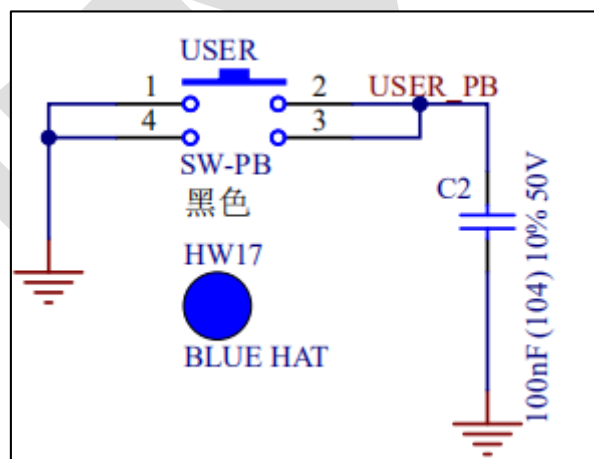 USER
1
2
USER_PB
4
3
SW-PB
黑色
C2
100nF (104) 10% 50V
HW17
BLUE HAT